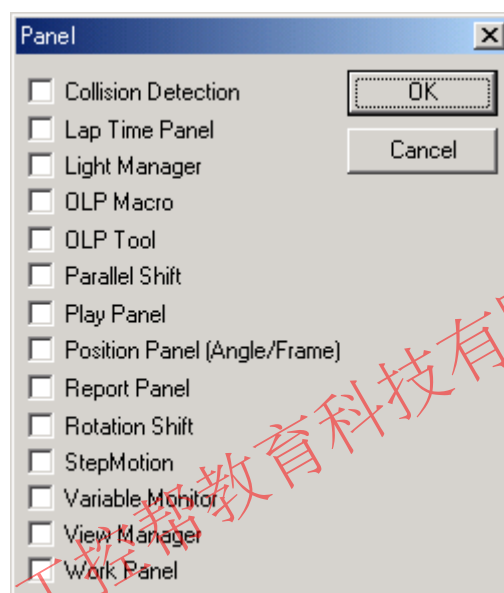 Panel
Collision Detection
OK
Lap Time Panel
Cancel
Light Manager
OLP Macro
OLP Tool
Parallel Shift
Play Panel
Position Panel (Angle/Frame)
Report Panel
Rotation Shift
StepMotion
Variable Monitor
View Manager
Work Panel
工控帮教育科技有